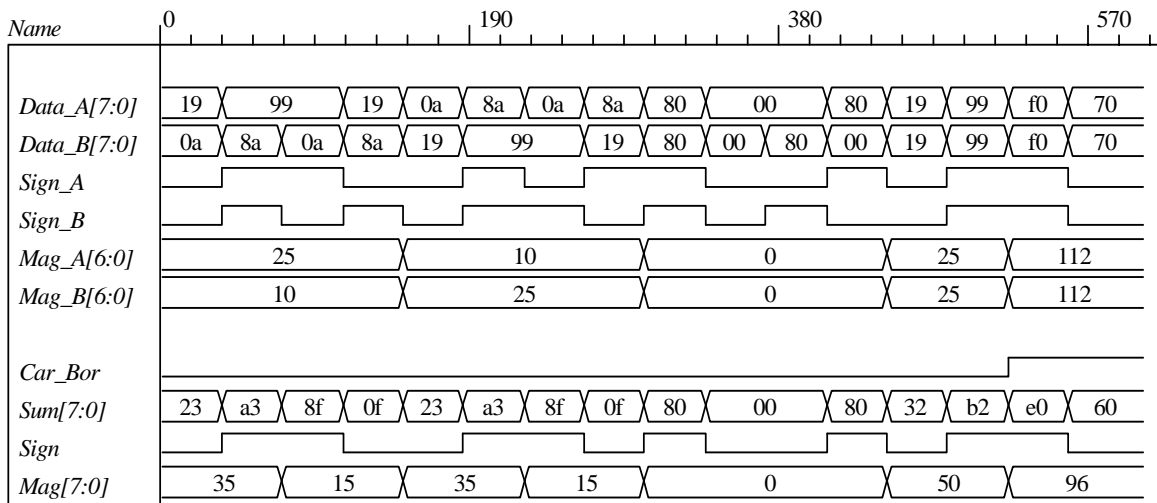 Name 0 190 380 570
Data_A[7:0] 19 99 19 0a 8a 0a 8a 80 00 80 19 99 f0 70
Data_B[7:0] 0a 8a 0a 8a 19 99 19 80 00 80 00 19 99 f0 70
Sign_A
Sign_B
Mag_A[6:0] 25 10 0 25 112
Mag_B[6:0] 10 25 0 25 112
Car_Bor
Sum[7:0] 23 a3 8f 0f 23 a3 8f 0f 80 00 80 32 b2 e0 60
Sign
Mag[7:0] 35 15 35 15 0 50 96